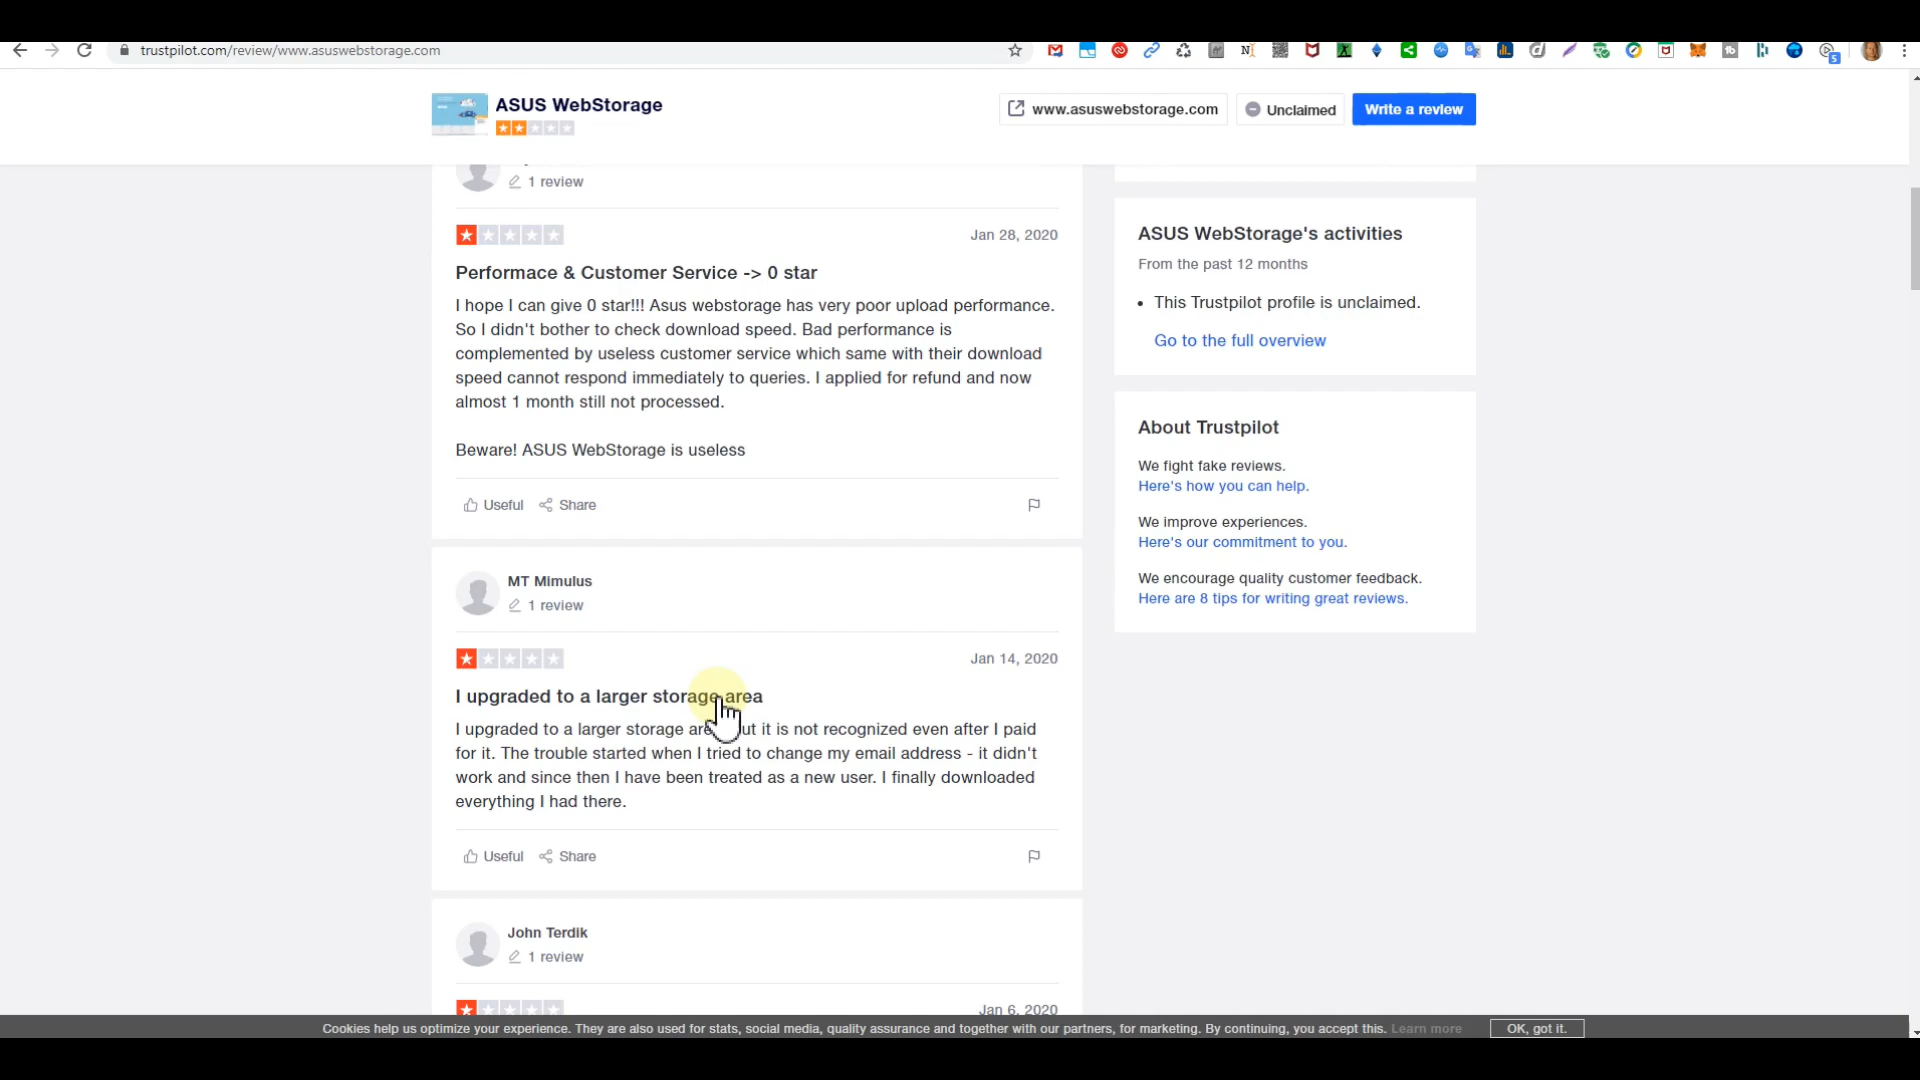 trustpilot.com/review/www.asuswebstorage.com
ASUS WebStorage
www.asuswebstorage.com
Unclaimed
Write a review
1 review
Jan 28, 2020
Performace & Customer Service -> 0 star
I hope I can give 0 star!!! Asus webstorage has very poor upload performance.
So I didn't bother to check download speed. Bad performance is
complemented by useless customer service which same with their download
speed cannot respond immediately to queries. I applied for refund and now
almost 1 month still not processed.
Beware! ASUS WebStorage is useless
Useful
Share
MT Mimulus
1 review
Jan 14, 2020
I upgraded to a larger storage area
I upgraded to a larger storage ut it is not recognized even after I paid
for it. The trouble started when I tried to change my email address - it didn't
work and since then I have been treated as a new user. I finally downloaded
everything I had there.
Useful
Share
John Terdik
1 review
Jan 6, 2020
ASUS WebStorage's activities
From the past 12 months
• This Trustpilot profile is unclaimed.
Go to the full overview
About Trustpilot
We fight fake reviews.
Here's how you can help.
We improve experiences.
Here's our commitment to you.
We encourage quality customer feedback.
Here are 8 tips for writing great reviews.
Cookies help us optimize your experience. They are also used for stats, social media, quality assurance and together with our partners, for marketing. By continuing, you accept this. Learn more
OK, got it.